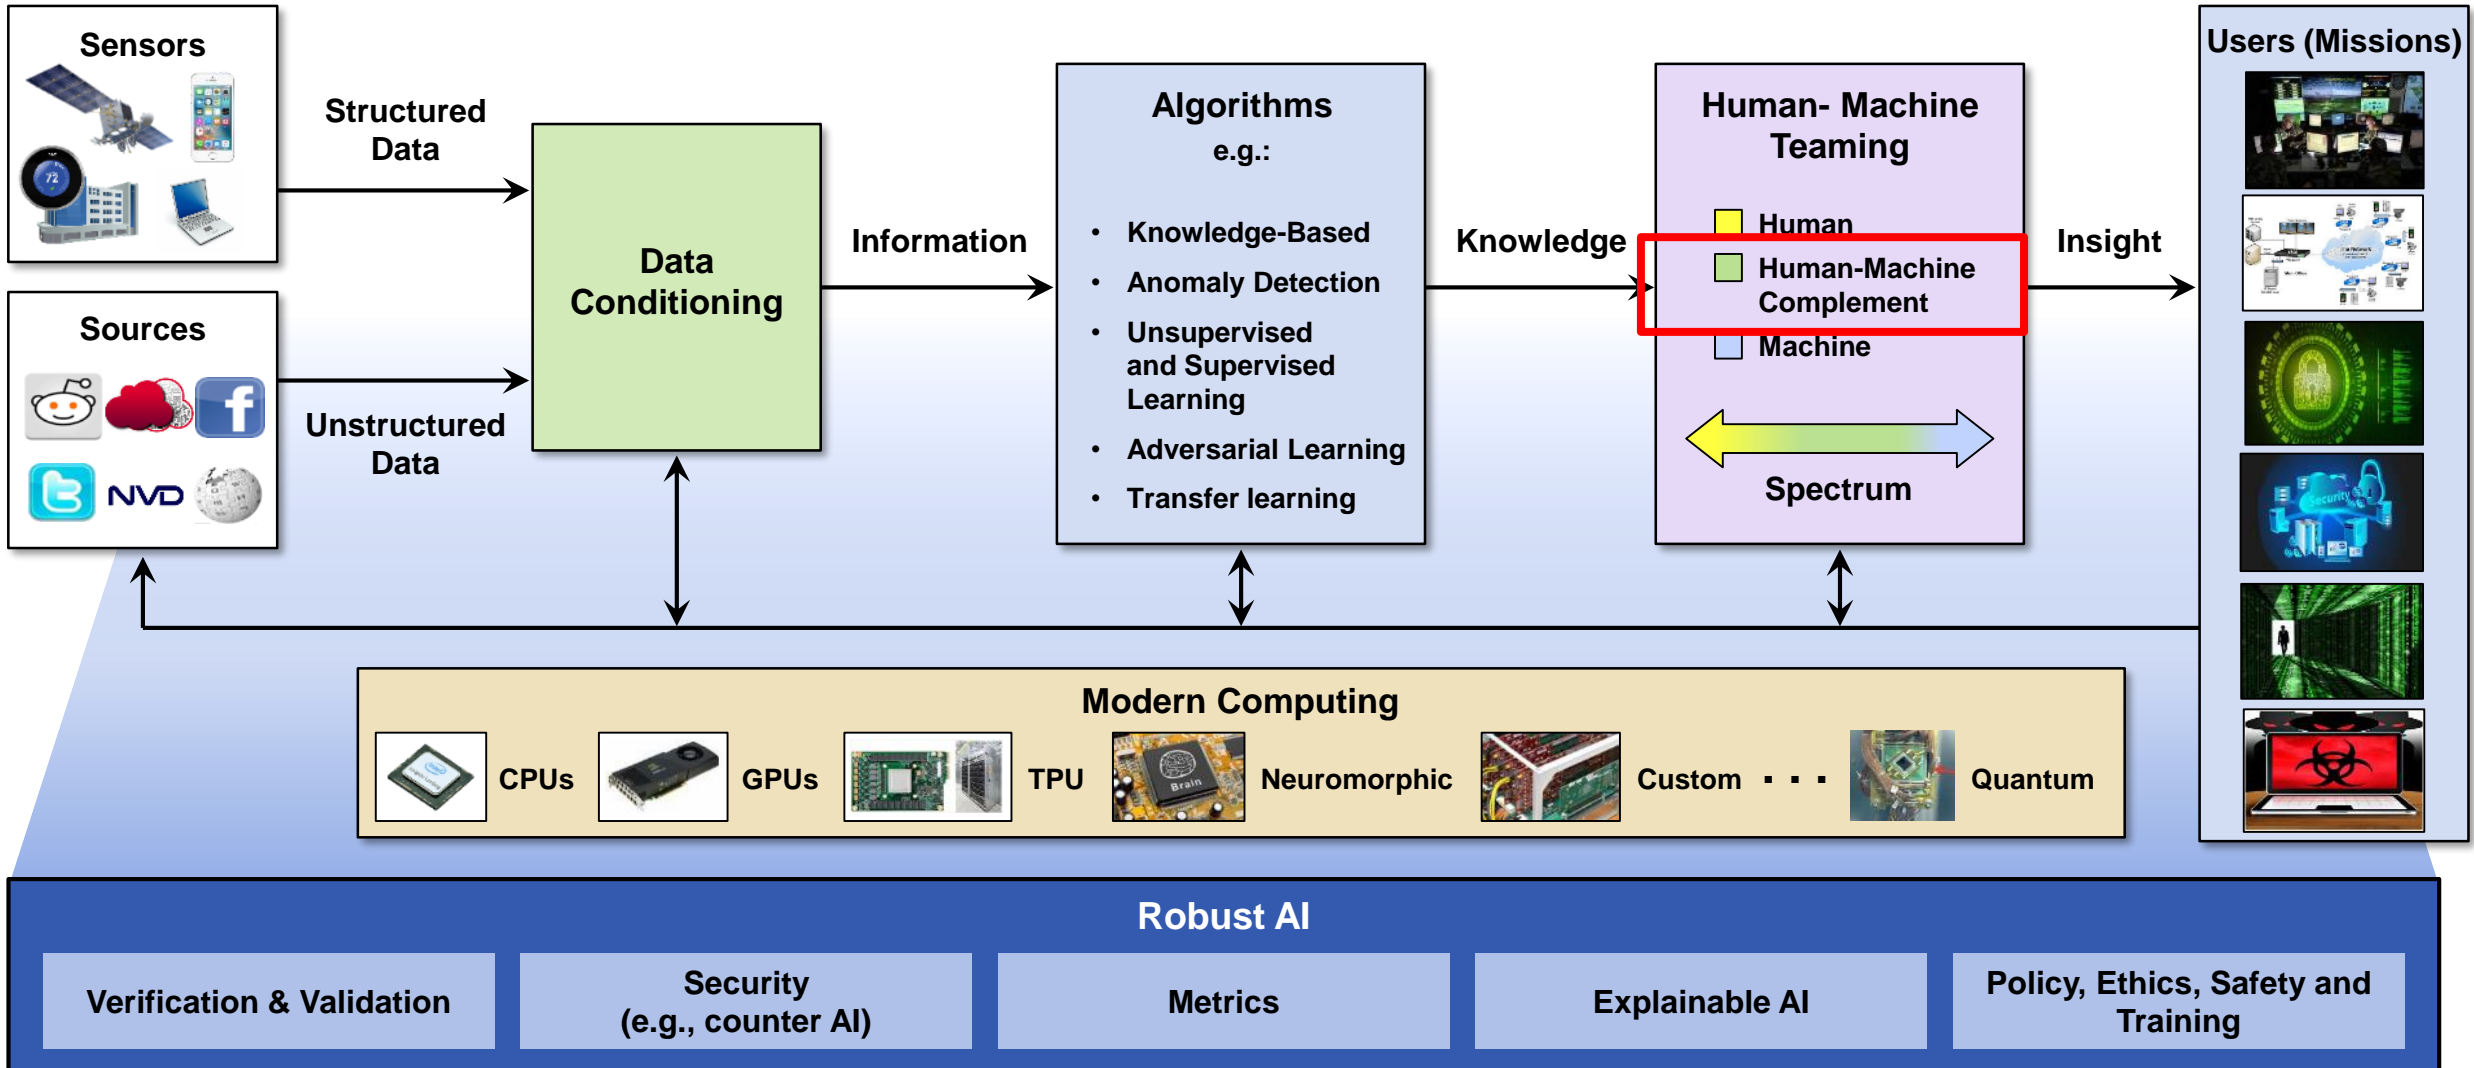 Sensors
72
Structured
Data
Sources
f
NVD
Unstructured
Data
Data
Conditioning
Information
Algorithms
e.g.:
• Knowledge-Based
• Anomaly Detection
• Unsupervised
and Supervised
Learning
• Adversarial Learning
• Transfer learning
Knowledge
Human- Machine
Teaming
Human
Human-Machine
Complement
Machine
Spectrum
Insight
Users (Missions)
Security
Modern Computing
CPUs
GPUs
TPU
Brain
Neuromorphic
Custom
. . .
Quantum
Robust AI
Verification & Validation
Security
(e.g., counter AI)
Metrics
Explainable AI
Policy, Ethics, Safety and
Training